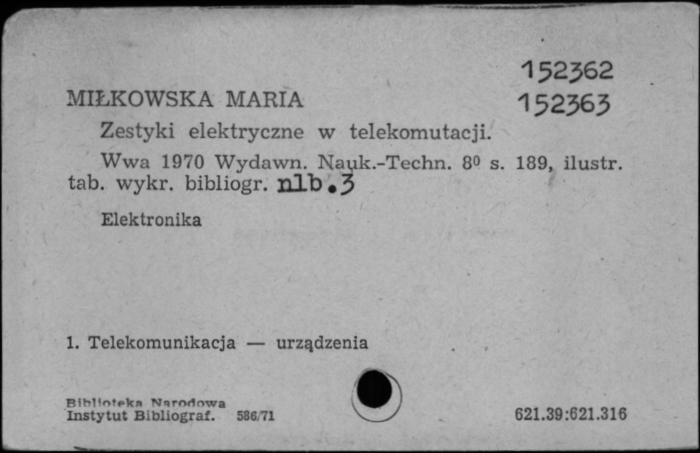 152362
MIŁKOWSKA MARIA 152363
Zestyki elektryczne w telekomutacji.
Wwa 1970 Wydawn. Nauk.-Techn. 8⁰ s. 189, ilustr.
tab. wykr. bibliogr. nlb.3
Elektronika
1. Telekomunikacja — urządzenia
Biblioteka Narodowa
Instytut Bibliograf. 586/71 621.39:621.316